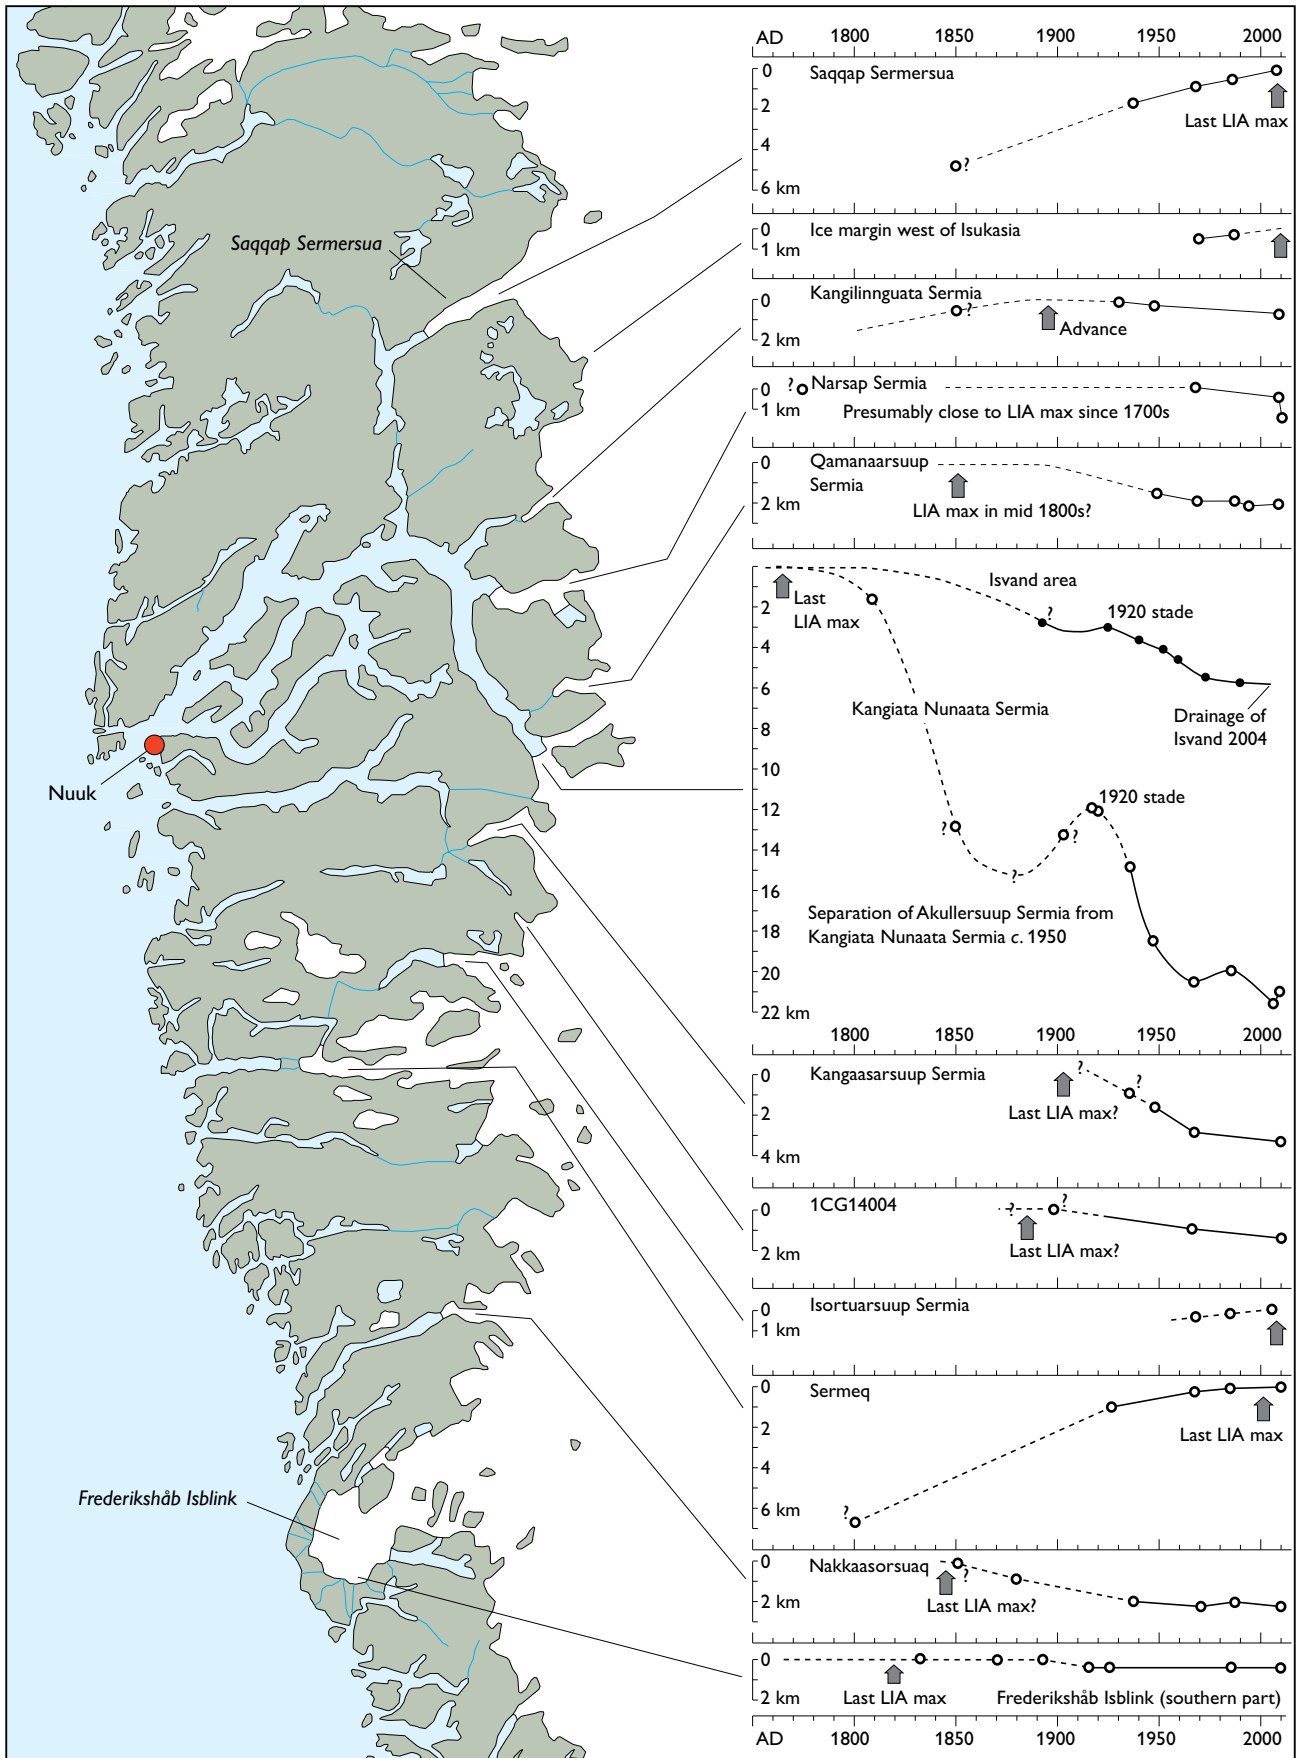 Saqqap Sermersua
Nuuk
Frederikshåb Isblink
AD 1800 1850 1900 1950 2000
0
2
4
6 km
Saqqap Sermersua
?
Last LIA max
0
1 km
Ice margin west of Isukasia
0
2 km
Kangilinnguata Sermia
?
Advance
0
1 km
?
Narsap Sermia
Presumably close to LIA max since 1700s
0
2 km
Qamanaarsuup
Sermia
LIA max in mid 1800s?
2
4
6
8
10
12
14
16
18
20
22 km
Last
LIA max
Isvand area
?
1920 stade
Kangiata Nunaata Sermia
Drainage of
Isvand 2004
1920 stade
?
?
?
Separation of Akullersuup Sermia from
Kangiata Nunaata Sermia c. 1950
1800 1850 1900 1950 2000
0
2
4 km
Kangaasarsuup Sermia
?
?
Last LIA max?
0
2 km
1CG14004
?
?
Last LIA max?
0
1 km
Isortuarsuup Sermia
0
2
4
6 km
Sermeq
Last LIA max
?
0
2 km
Nakkaasorsuaq
?
Last LIA max?
0
2 km
Last LIA max
Frederikshåb Isblink (southern part)
AD 1800 1850 1900 1950 2000